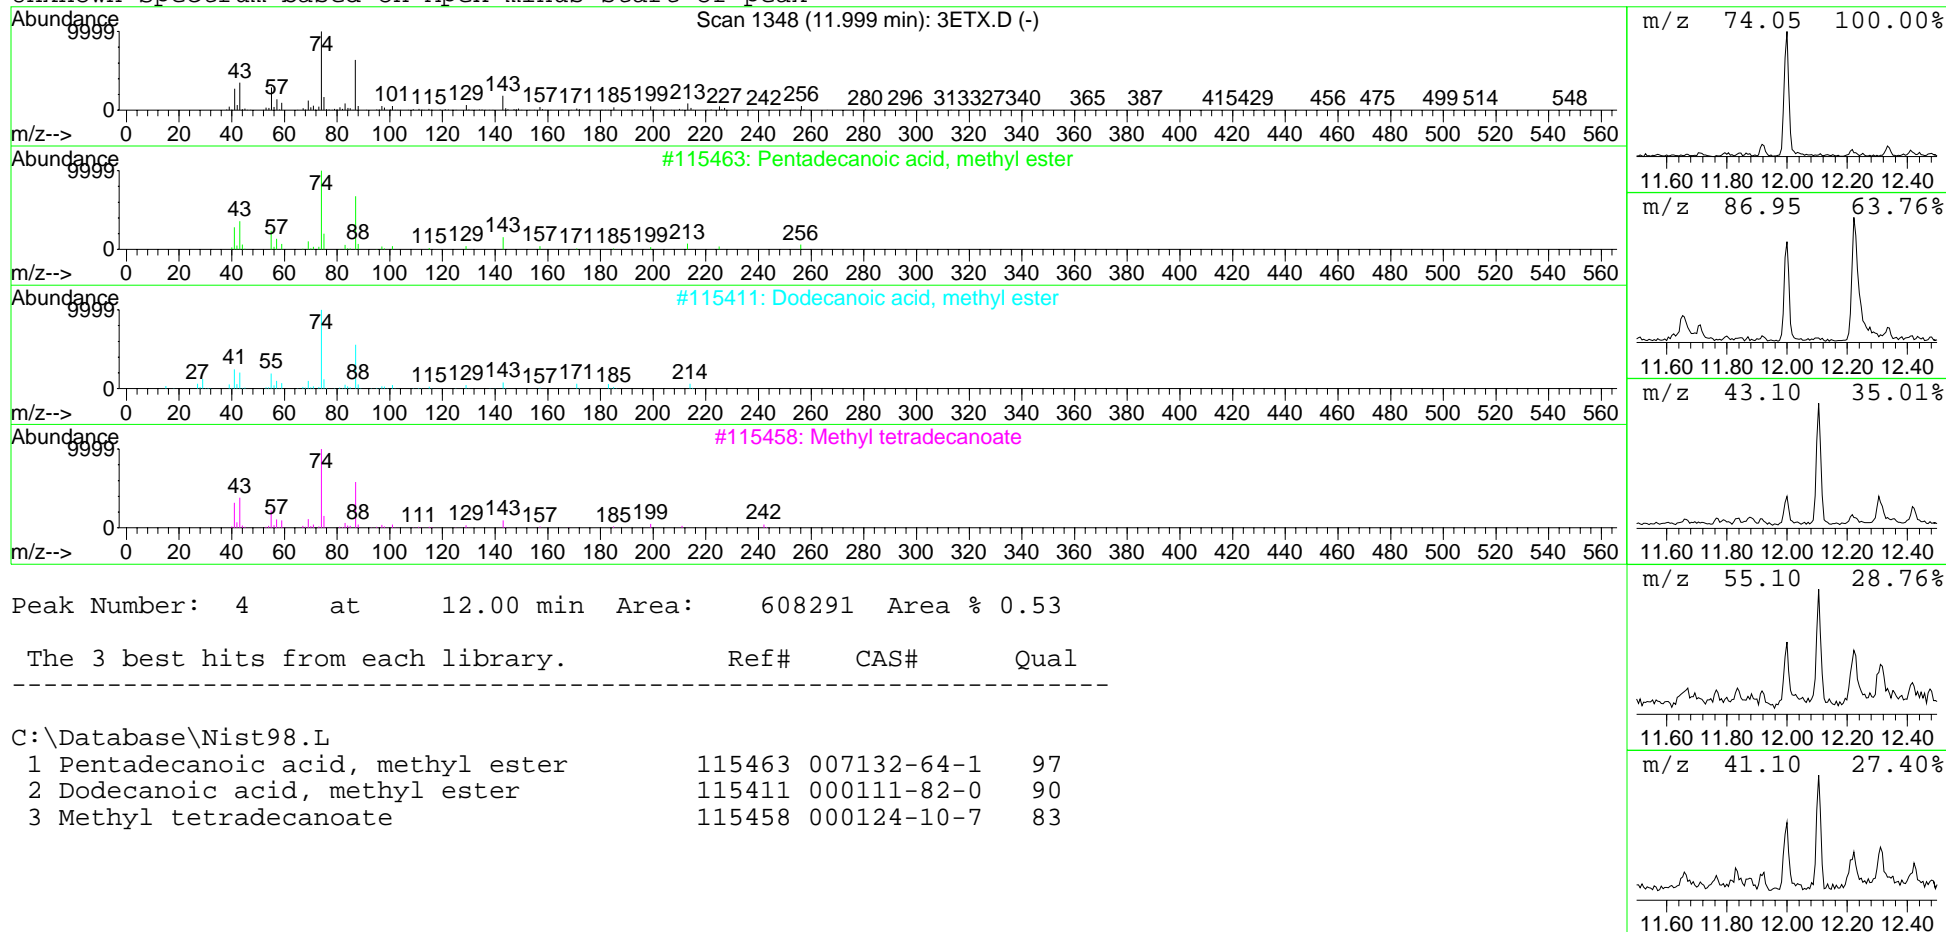 Unknown Spectrum based on Apex minus start of peak
Abundance
Scan 1348 (11.999 min): 3ETX.D (-)
9999
74
43
57
101 115 129 143 157 171 185 199 213 227 242 256 280 296 313 327 340 365 387 415 429 456 475 499 514 548
0
m/z--> 0 20 40 60 80 100 120 140 160 180 200 220 240 260 280 300 320 340 360 380 400 420 440 460 480 500 520 540 560
Abundance
#115463: Pentadecanoic acid, methyl ester
9999
74
43
57 88 115 129 143 157 171 185 199 213 256
0
m/z--> 0 20 40 60 80 100 120 140 160 180 200 220 240 260 280 300 320 340 360 380 400 420 440 460 480 500 520 540 560
Abundance
#115411: Dodecanoic acid, methyl ester
9999
74
27 41 55 88 115 129 143 157 171 185 214
0
m/z--> 0 20 40 60 80 100 120 140 160 180 200 220 240 260 280 300 320 340 360 380 400 420 440 460 480 500 520 540 560
Abundance
#115458: Methyl tetradecanoate
9999
74
43
57 88 111 129 143 157 185 199 242
0
m/z--> 0 20 40 60 80 100 120 140 160 180 200 220 240 260 280 300 320 340 360 380 400 420 440 460 480 500 520 540 560
m/z 74.05 100.00%
11.60 11.80 12.00 12.20 12.40
m/z 86.95 63.76%
11.60 11.80 12.00 12.20 12.40
m/z 43.10 35.01%
11.60 11.80 12.00 12.20 12.40
m/z 55.10 28.76%
11.60 11.80 12.00 12.20 12.40
m/z 41.10 27.40%
11.60 11.80 12.00 12.20 12.40
Peak Number: 4 at 12.00 min Area: 608291 Area % 0.53
The 3 best hits from each library. Ref# CAS# Qual
C:\Database\Nist98.L
1 Pentadecanoic acid, methyl ester 115463 007132-64-1 97
2 Dodecanoic acid, methyl ester 115411 000111-82-0 90
3 Methyl tetradecanoate 115458 000124-10-7 83